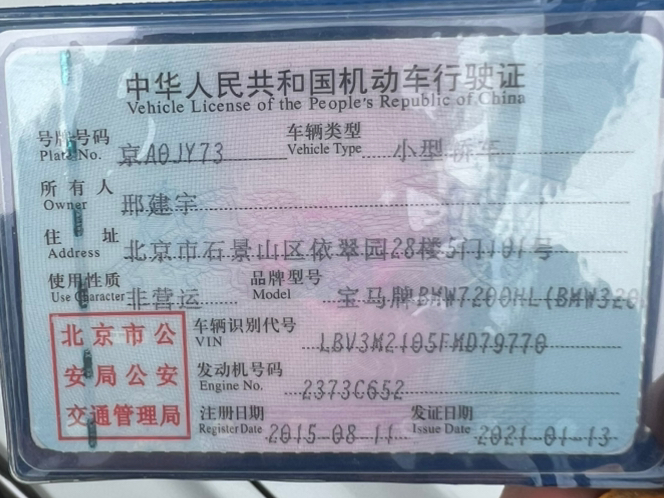 中华人民共和国机动车行驶证
Vehicle License of the People's Republic of China
号牌号码 京A0JY73 车辆类型 小型轿车
Plate No. Vehicle Type
所有人 邢建宇
Owner
住址 北京市石景山区依翠园28楼5门101号
Address
使用性质 非营运 品牌型号 宝马牌BMW7200HL(BMW320
Use Character Model
北京市公安局公安交通管理局
车辆识别代号 LBV3M2105FMD79770
VIN
发动机号码 2373C652
Engine No.
注册日期 2015-08-11 发证日期 2021-01-13
Register Date Issue Date